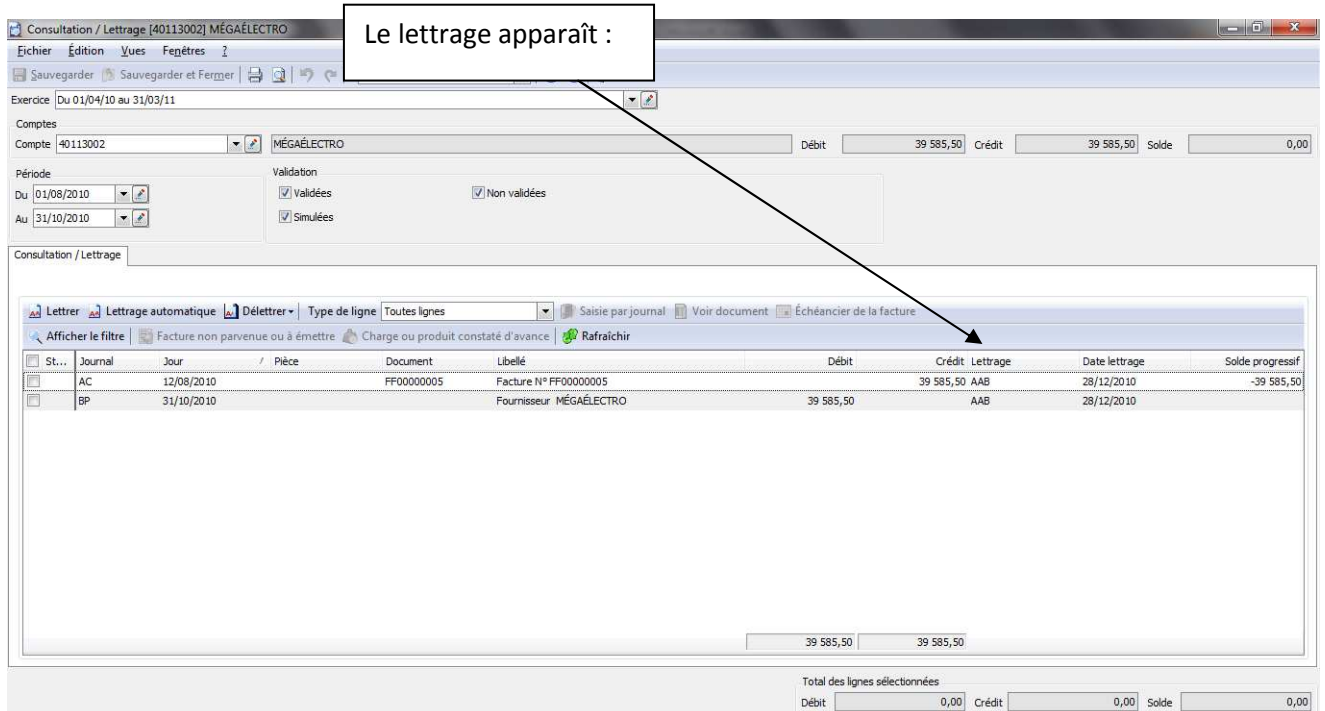 Consultation / Lettrage [40113002] MÉGAÉLECTRO
Le lettrage apparaît :
Fichier Édition Vues Fenêtres ?
Sauvegarder Sauvegarder et Fermer
Exercice Du 01/04/10 au 31/03/11
Comptes
Compte 40113002 MÉGAÉLECTRO Débit 39 585,50 Crédit 39 585,50 Solde 0,00
Période Validation
Du 01/08/2010 Validées Non validées
Au 31/10/2010 Simulées
Consultation / Lettrage
Lettrer Lettrage automatique Délettrer Type de ligne Toutes lignes Saisie par journal Voir document Échéancier de la facture
Afficher le filtre Facture non parvenue ou à émettre Charge ou produit constaté d'avance Rafraîchir
St... Journal Jour / Pièce Document Libellé Débit Crédit Lettrage Date lettrage Solde progressif
AC 12/08/2010 FF00000005 Facture N° FF00000005 39 585,50 AAB 28/12/2010 -39 585,50
BP 31/10/2010 Fournisseur MÉGAÉLECTRO 39 585,50 AAB 28/12/2010
39 585,50 39 585,50
Total des lignes sélectionnées
Débit 0,00 Crédit 0,00 Solde 0,00